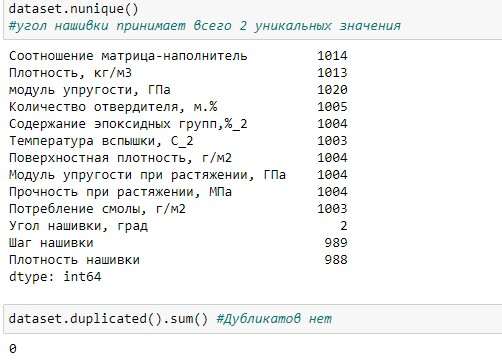 dataset.nunique()
#угол нашивки принимает всего 2 уникальных значения
Соотношение матрица-наполнитель 1014
Плотность, кг/м3 1013
модуль упругости, ГПа 1020
Количество отвердителя, м.% 1005
Содержание эпоксидных групп,%_2 1004
Температура вспышки, С_2 1003
Поверхностная плотность, г/м2 1004
Модуль упругости при растяжении, ГПа 1004
Прочность при растяжении, МПа 1004
Потребление смолы, г/м2 1003
Угол нашивки, град 2
Шаг нашивки 989
Плотность нашивки 988
dtype: int64
dataset.duplicated().sum() #Дубликатов нет
0